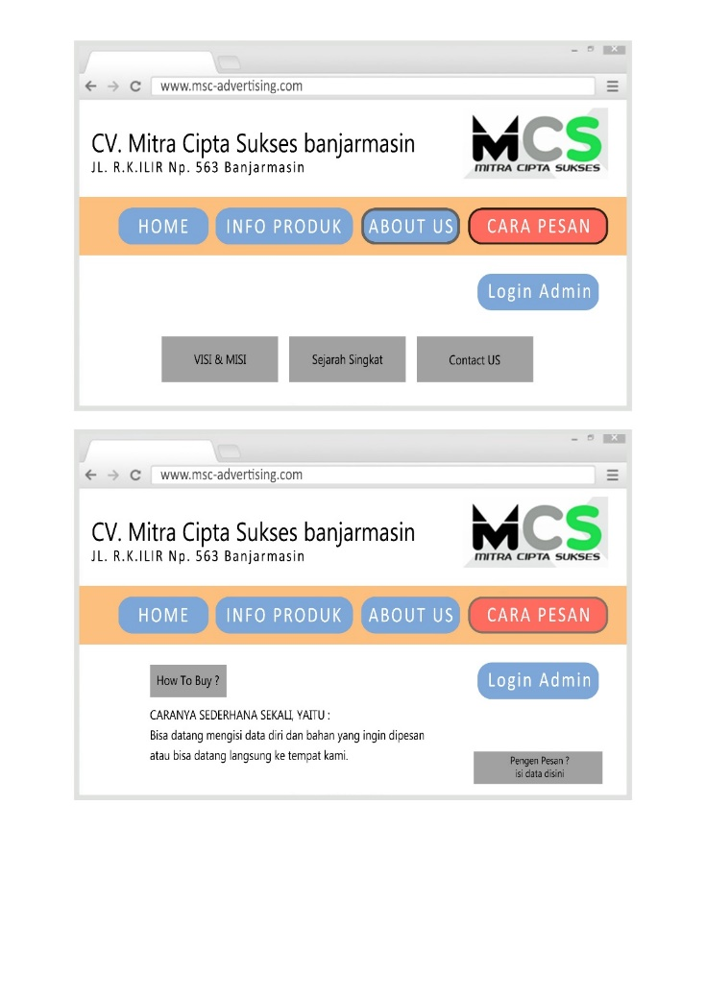 www.msc-advertising.com
CV. Mitra Cipta Sukses banjarmasin
JL. R.K.ILIR Np. 563 Banjarmasin
MCS
MITRA CIPTA SUKSES
HOME INFO PRODUK ABOUT US CARA PESAN
Login Admin
VISI & MISI Sejarah Singkat Contact US
www.msc-advertising.com
CV. Mitra Cipta Sukses banjarmasin
JL. R.K.ILIR Np. 563 Banjarmasin
MCS
MITRA CIPTA SUKSES
HOME INFO PRODUK ABOUT US CARA PESAN
Login Admin
How To Buy ?
CARANYA SEDERHANA SEKALI, YAITU :
Bisa datang mengisi data diri dan bahan yang ingin dipesan
atau bisa datang langsung ke tempat kami.
Pengen Pesan ?
isi data disini